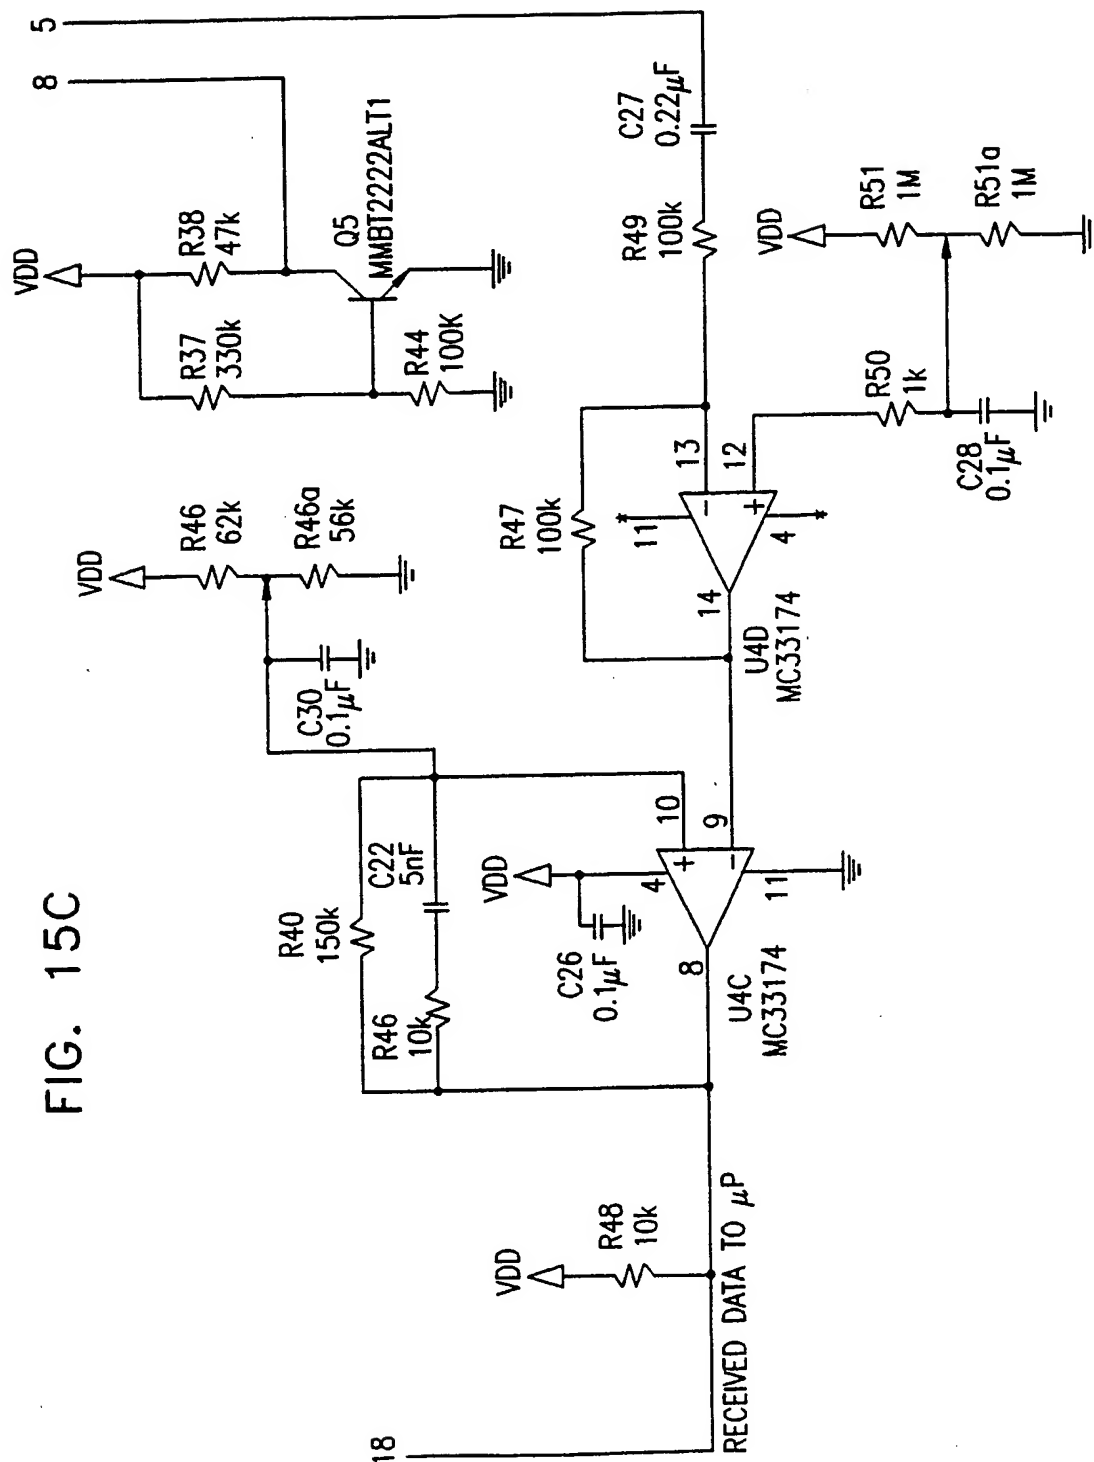 FIG. 15C
18
VDD
R48
10k
RECEIVED DATA TO μP
R40
150k
R46
10k
C22
5nF
VDD
C26
0.1μF
4
8
10
+
9
−
11
U4C
MC33174
VDD
R46
62k
R46a
56k
C30
0.1μF
R47
100k
11
13
−
12
+
4
14
U4D
MC33174
VDD
R37
330k
R38
47k
R44
100K
Q5
MMBT2222ALT1
8
5
C27
0.22μF
R49
100k
R50
1k
C28
0.1μF
VDD
R51
1M
R51a
1M